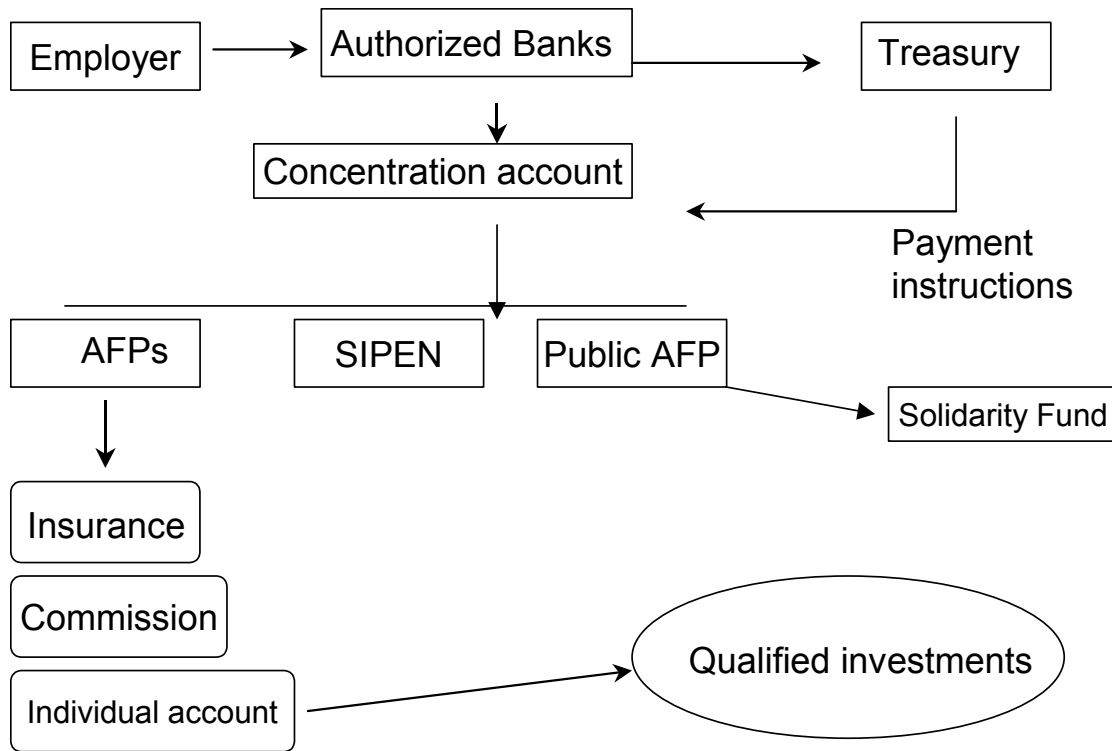 Employer
Authorized Banks
Treasury
Concentration account
Payment
instructions
AFPs
SIPEN
Public AFP
Solidarity Fund
Insurance
Commission
Individual account
Qualified investments